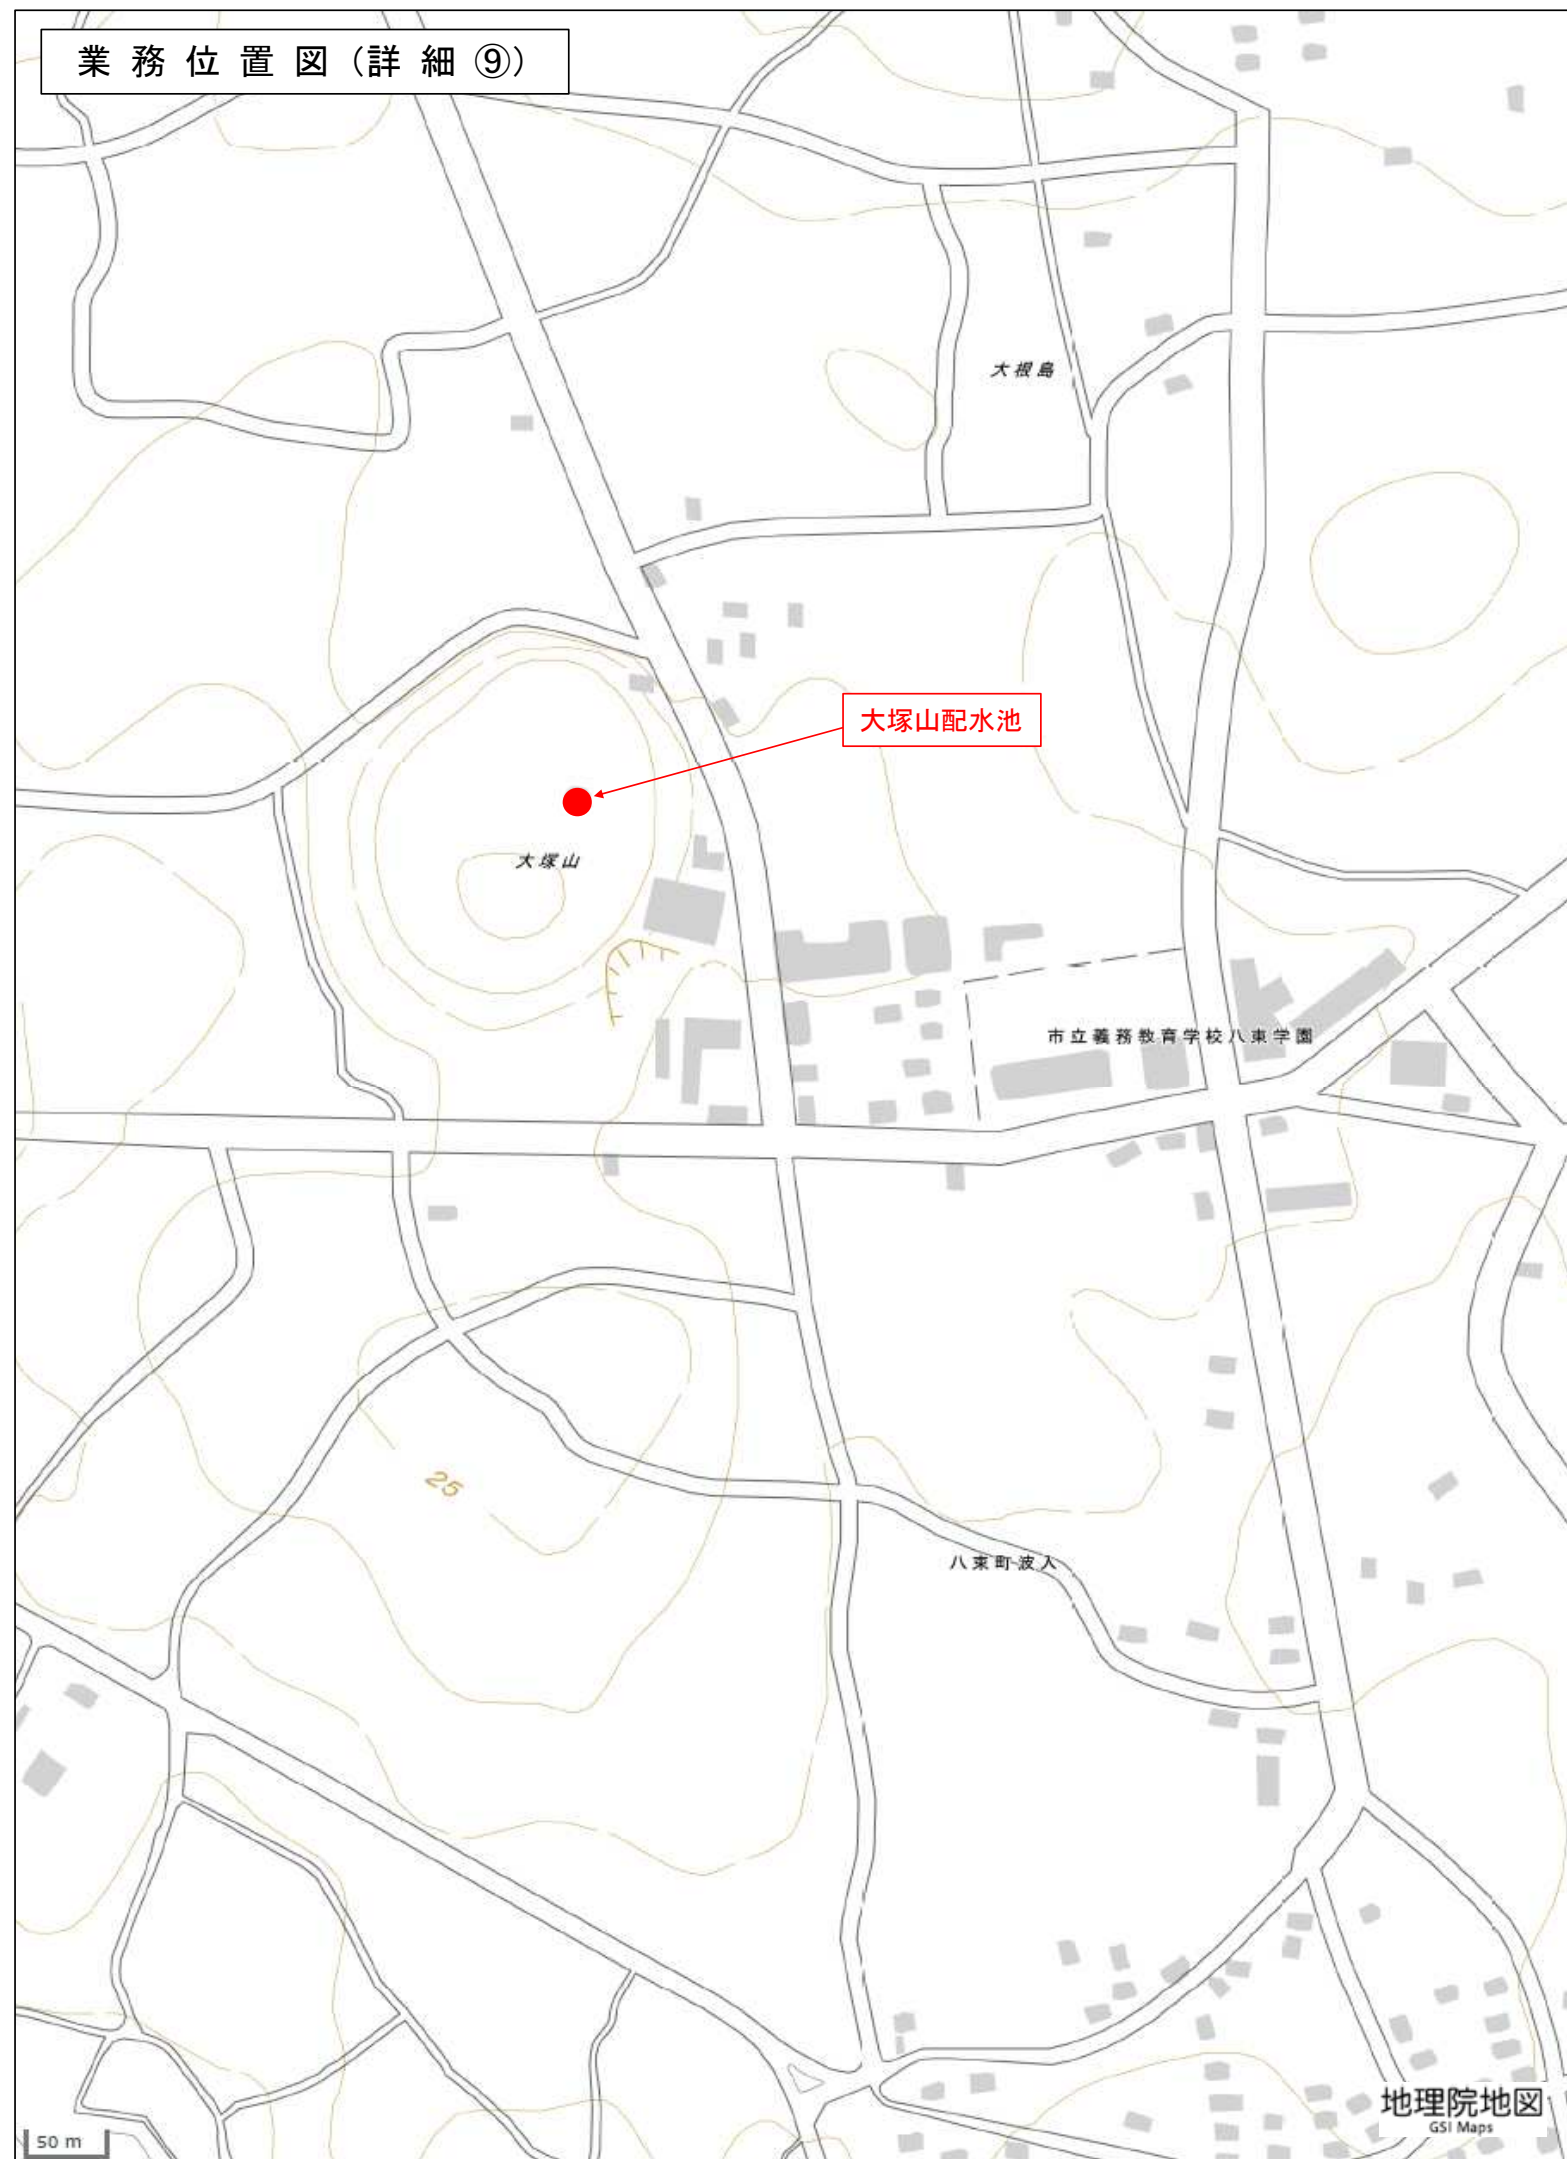 業務位置図（詳細⑨）
大根島
大塚山配水池
大塚山
市立義務教育学校八束学園
25
八束町波入
地理院地図
GSI Maps
50 m